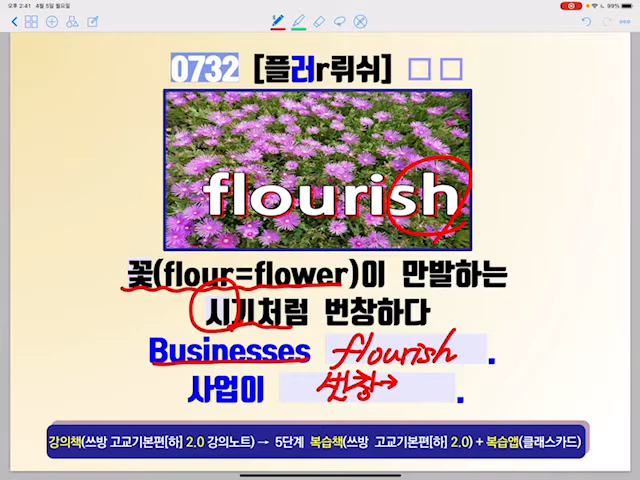 오후 2:41 4월 5일 월요일
99%
0732 [플러r뤼쉬] □ □
flourish
꽃(flour=flower)이 만발하는
시기처럼 번창하다
Businesses flourish .
사업이 번창→ .
강의책(쓰방 고교기본편[하] 2.0 강의노트) → 5단계 복습책(쓰방 고교기본편[하] 2.0) + 복습앱(클래스카드)